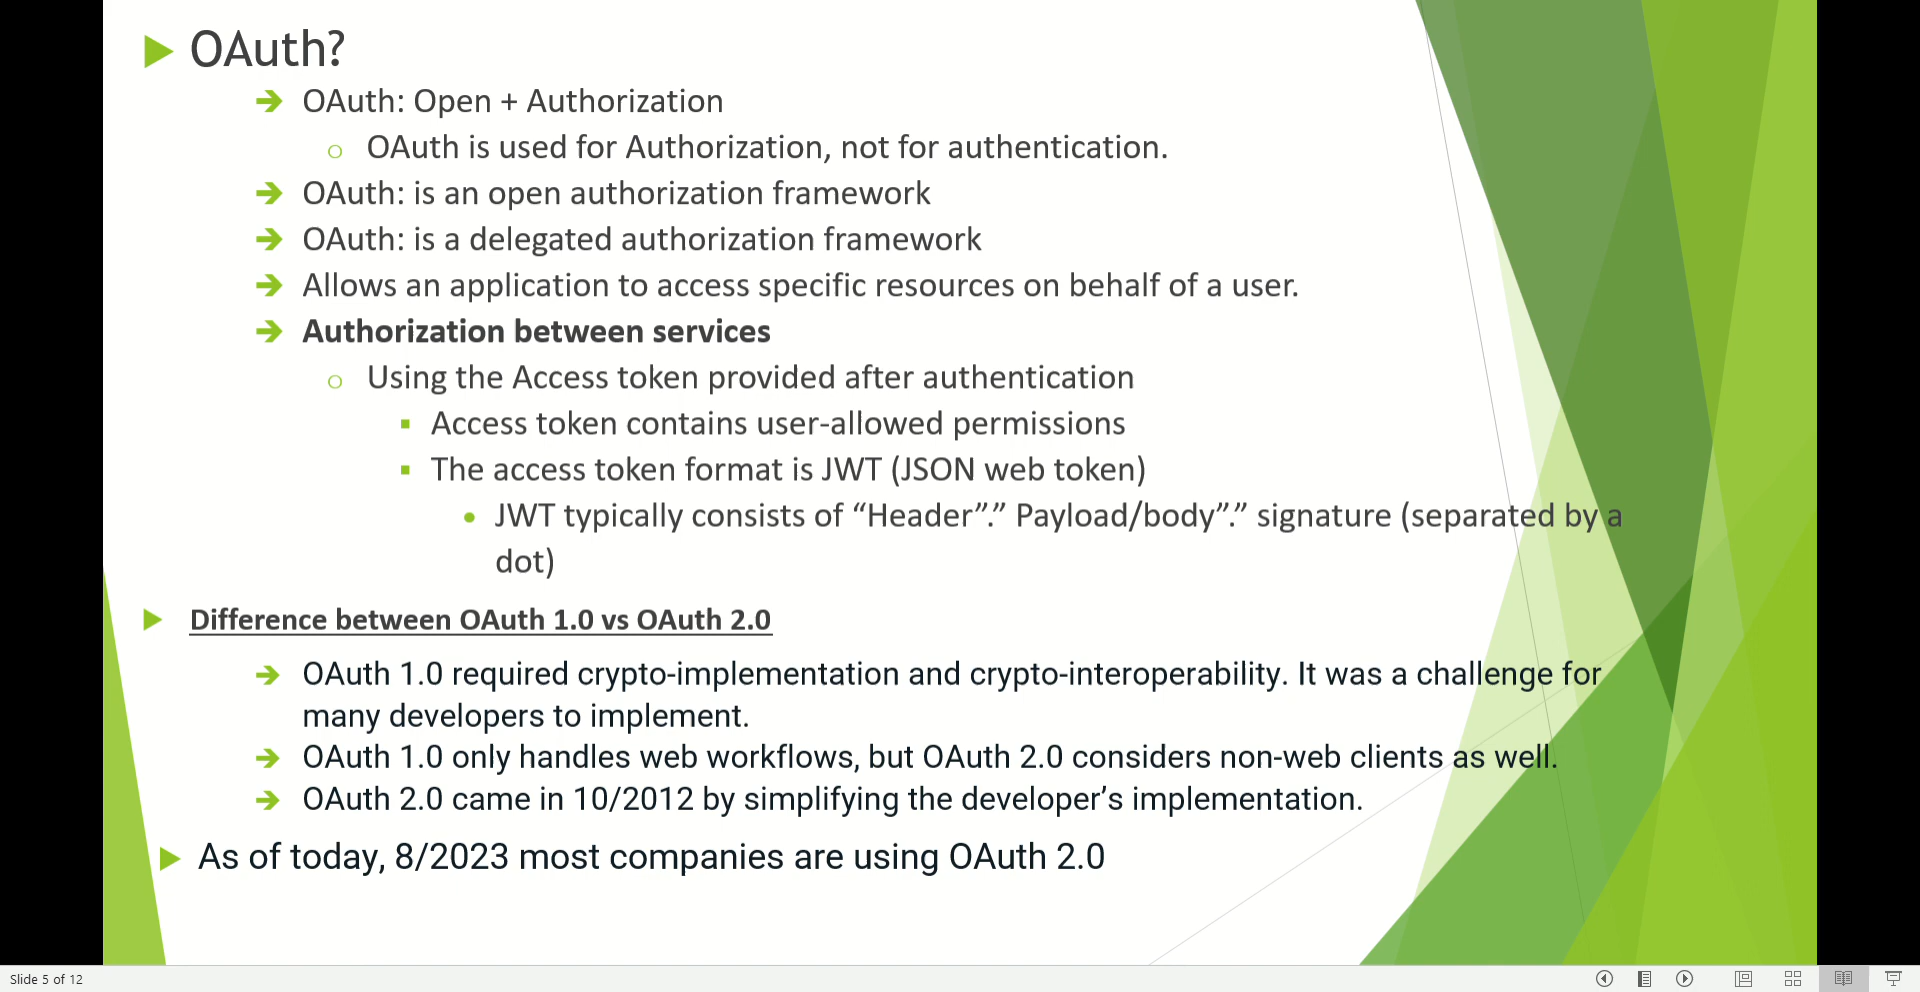 OAuth?
OAuth: Open + Authorization
OAuth is used for Authorization, not for authentication.
OAuth: is an open authorization framework
OAuth: is a delegated authorization framework
Allows an application to access specific resources on behalf of a user.
Authorization between services
Using the Access token provided after authentication
Access token contains user-allowed permissions
The access token format is JWT (JSON web token)
JWT typically consists of “Header”.” Payload/body”.” signature (separated by a
dot)
Difference between OAuth 1.0 vs OAuth 2.0
OAuth 1.0 required crypto-implementation and crypto-interoperability. It was a challenge for
many developers to implement.
OAuth 1.0 only handles web workflows, but OAuth 2.0 considers non-web clients as well.
OAuth 2.0 came in 10/2012 by simplifying the developer’s implementation.
As of today, 8/2023 most companies are using OAuth 2.0
Slide 5 of 12